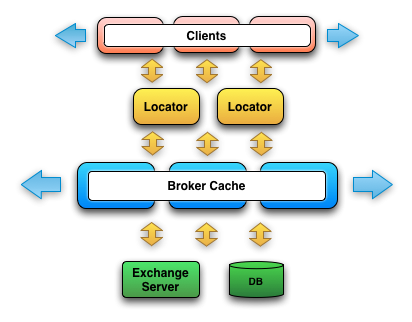 Clients
Locator
Locator
Broker Cache
Exchange
Server
DB